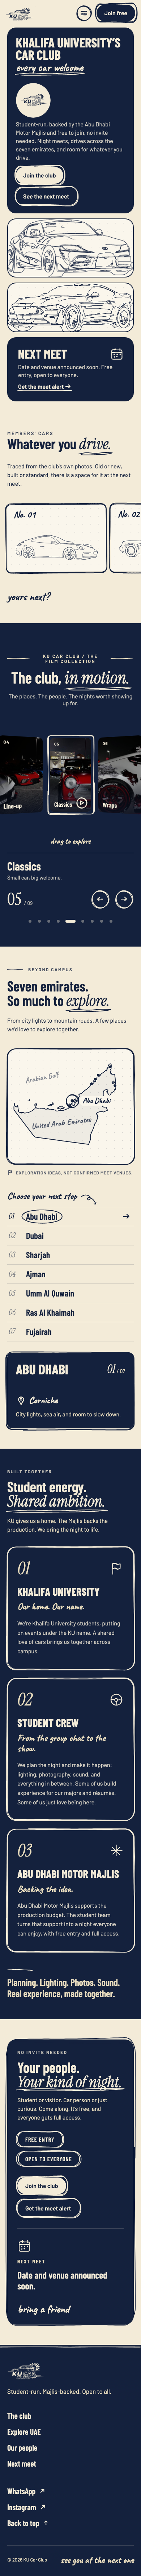 Join free
KHALIFA UNIVERSITY'S
CAR CLUB
every car welcome
Student-run, backed by the Abu Dhabi
Motor Majlis and free to join, no invite
needed. Night meets, drives across the
seven emirates, and room for whatever you
drive.
Join the club
See the next meet
NEXT MEET
Date and venue announced soon. Free
entry, open to everyone.
Get the meet alert →
MEMBERS' CARS
Whatever you drive.
Traced from the club's own photos. Old or new,
built or standard, there is a space for it at the next
meet.
No. 01
No. 02
yours next?
KU CAR CLUB / THE
FILM COLLECTION
The club, in motion.
The places. The people. The nights worth showing
up for.
04
Line-up
05
Classics
06
Wraps
drag to explore
Classics
Small car, big welcome.
05 / 09
BEYOND CAMPUS
Seven emirates.
So much to explore.
From city lights to mountain roads. A few places
we'd love to explore together.
Arabian Gulf
Abu Dhabi
United Arab Emirates
EXPLORATION IDEAS, NOT CONFIRMED MEET VENUES.
Choose your next stop
01 Abu Dhabi →
02 Dubai
03 Sharjah
04 Ajman
05 Umm Al Quwain
06 Ras Al Khaimah
07 Fujairah
ABU DHABI 01 / 07
Corniche
City lights, sea air, and room to slow down.
BUILT TOGETHER
Student energy.
Shared ambition.
KU gives us a home. The Majlis backs the
production. We bring the night to life.
01
KHALIFA UNIVERSITY
Our home. Our name.
We're Khalifa University students, putting
on events under the KU name. A shared
love of cars brings us together across
campus.
02
STUDENT CREW
From the group chat to the
show.
We plan the night and make it happen:
lighting, photography, sound, and
everything in between. Some of us build
experience for our majors and résumés.
Some of us just love being here.
03
ABU DHABI MOTOR MAJLIS
Backing the idea.
Abu Dhabi Motor Majlis supports the
production budget. The student team
turns that support into a night everyone
can enjoy, with free entry and full access.
Planning. Lighting. Photos. Sound.
Real experience, made together.
NO INVITE NEEDED
Your people.
Your kind of night.
Student or visitor. Car person or just
curious. Come along. It's free, and
everyone gets full access.
FREE ENTRY
OPEN TO EVERYONE
Join the club
Get the meet alert
NEXT MEET
Date and venue announced
soon.
bring a friend
Student-run. Majlis-backed. Open to all.
The club
Explore UAE
Our people
Next meet
WhatsApp ↗
Instagram ↗
Back to top ↑
© 2026 KU Car Club
see you at the next one